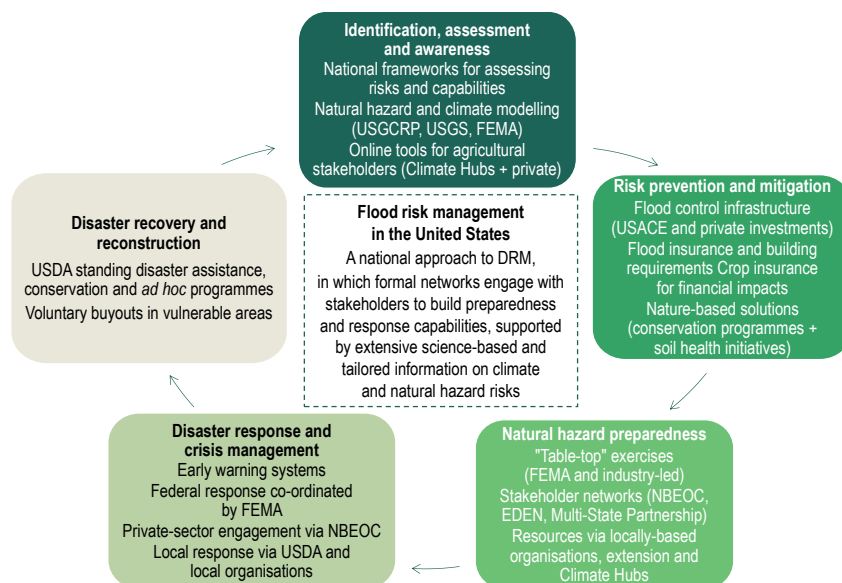 Identification, assessment
and awareness
National frameworks for assessing
risks and capabilities
Natural hazard and climate modelling
(USGCRP, USGS, FEMA)
Online tools for agricultural
stakeholders (Climate Hubs + private)
Risk prevention and mitigation
Flood control infrastructure
(USACE and private investments)
Flood insurance and building
requirements Crop insurance
for financial impacts
Nature-based solutions
(conservation programmes +
soil health initiatives)
Natural hazard preparedness
"Table-top" exercises
(FEMA and industry-led)
Stakeholder networks (NBEOC,
EDEN, Multi-State Partnership)
Resources via locally-based
organisations, extension and
Climate Hubs
Disaster response and
crisis management
Early warning systems
Federal response co-ordinated
by FEMA
Private-sector engagement via NBEOC
Local response via USDA and
local organisations
Disaster recovery and
reconstruction
USDA standing disaster assistance,
conservation and ad hoc programmes
Voluntary buyouts in vulnerable areas
Flood risk management
in the United States
A national approach to DRM,
in which formal networks engage with
stakeholders to build preparedness
and response capabilities, supported
by extensive science-based and
tailored information on climate
and natural hazard risks